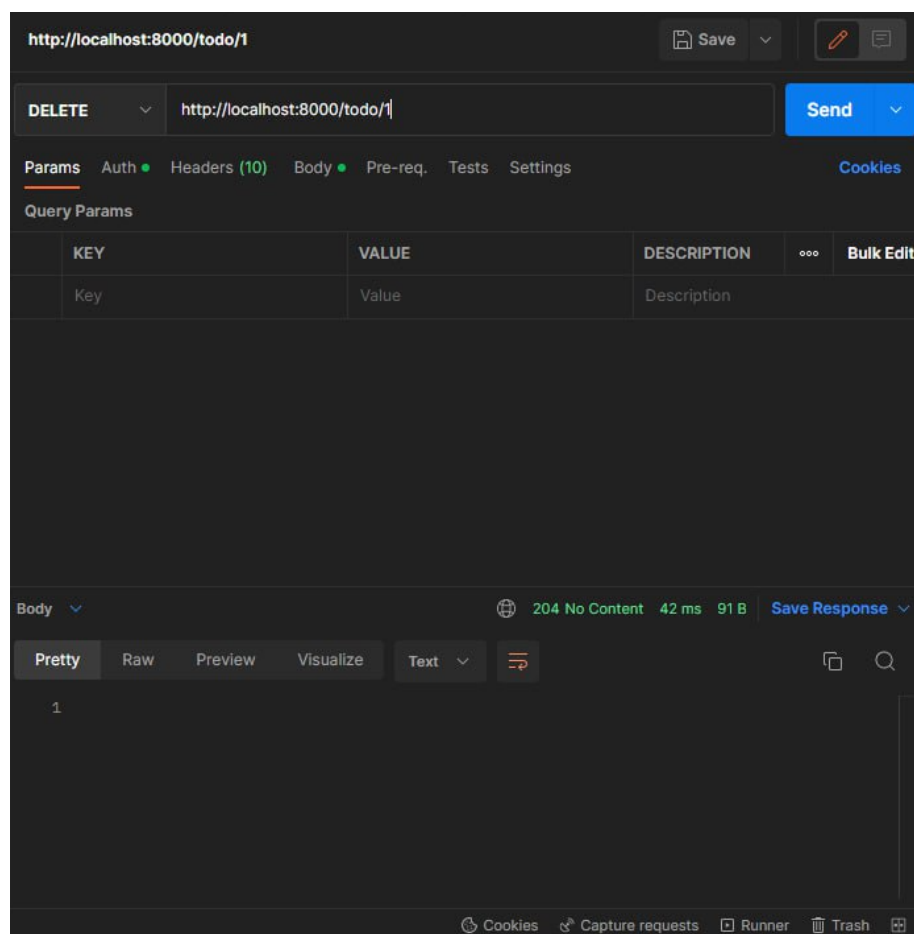 http://localhost:8000/todo/1 Save
DELETE http://localhost:8000/todo/1 Send
Params Auth Headers (10) Body Pre-req. Tests Settings Cookies
Query Params
KEY VALUE DESCRIPTION ooo Bulk Edit
Key Value Description
Body 204 No Content 42 ms 91 B Save Response
Pretty Raw Preview Visualize Text
1
Cookies Capture requests Runner Trash